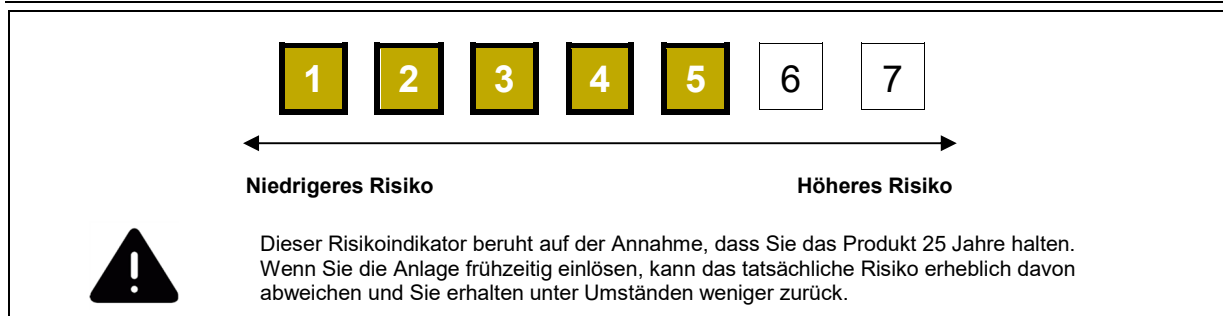 1 2 3 4 5 6 7
Niedrigeres Risiko Höheres Risiko
Dieser Risikoindikator beruht auf der Annahme, dass Sie das Produkt 25 Jahre halten.
Wenn Sie die Anlage frühzeitig einlösen, kann das tatsächliche Risiko erheblich davon
abweichen und Sie erhalten unter Umständen weniger zurück.